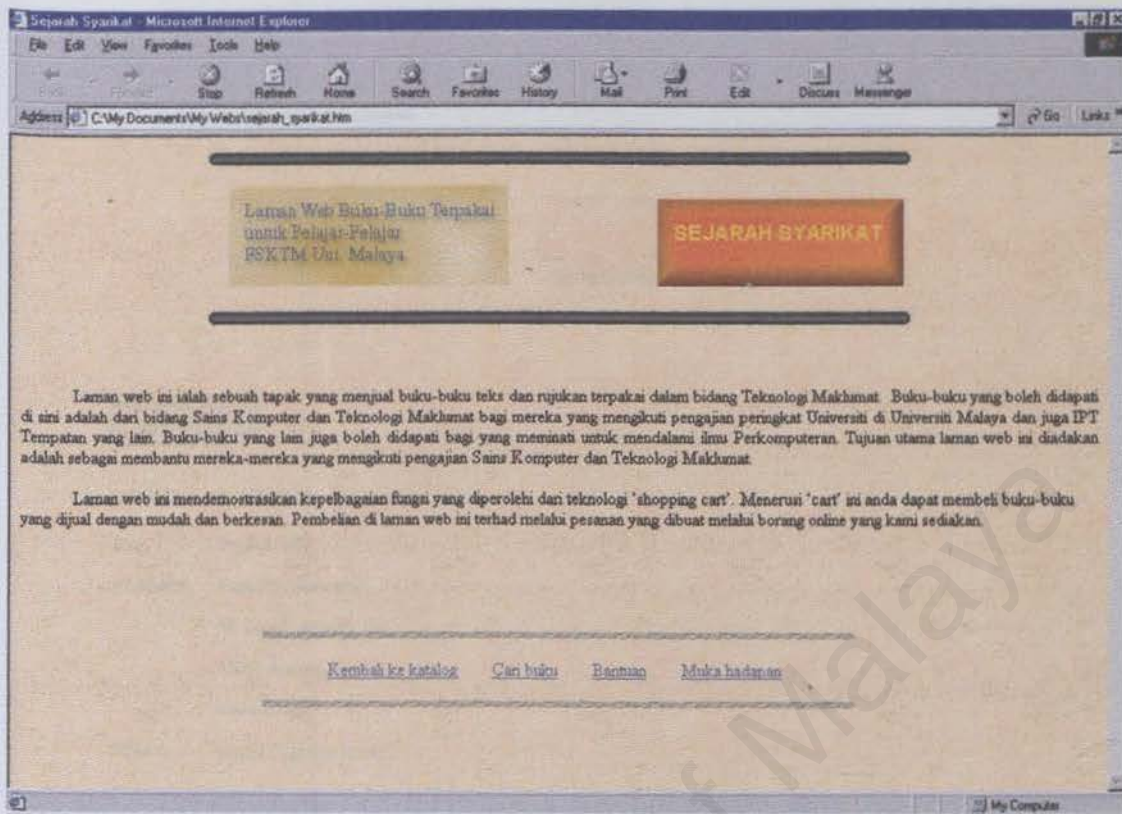 Sejarah Syarikat - Microsoft Internet Explorer
File Edit View Favorites Tools Help
Back Forward Stop Refresh Home Search Favorites History Mail Print Edit Discuss Messenger
Address C:\My Documents\My Webs\sejarah_syarikat.htm Go Links
Laman Web Buku-Buku Terpakai
untuk Pelajar-Pelajar
FSKTM Uni. Malaya
SEJARAH SYARIKAT
Laman web ini ialah sebuah tapak yang menjual buku-buku teks dan rujukan terpakai dalam bidang Teknologi Maklumat. Buku-buku yang boleh didapati
di sini adalah dari bidang Sains Komputer dan Teknologi Maklumat bagi mereka yang mengikuti pengajian peringkat Universiti di Universiti Malaya dan juga IPT
Tempatan yang lain. Buku-buku yang lain juga boleh didapati bagi yang meminati untuk mendalami ilmu Perkomputeran. Tujuan utama laman web ini diadakan
adalah sebagai membantu mereka-mereka yang mengikuti pengajian Sains Komputer dan Teknologi Maklumat.
Laman web ini mendemostrasikan kepelbagaian fungsi yang diperolehi dari teknologi 'shopping cart'. Menerusi 'cart' ini anda dapat membeli buku-buku
yang dijual dengan mudah dan berkesan. Pembelian di laman web ini terhad melalui pesanan yang dibuat melalui borang online yang kami sediakan.
Kembali ke katalog Cari buku Bantuan Muka hadapan
My Computer
of Malaya